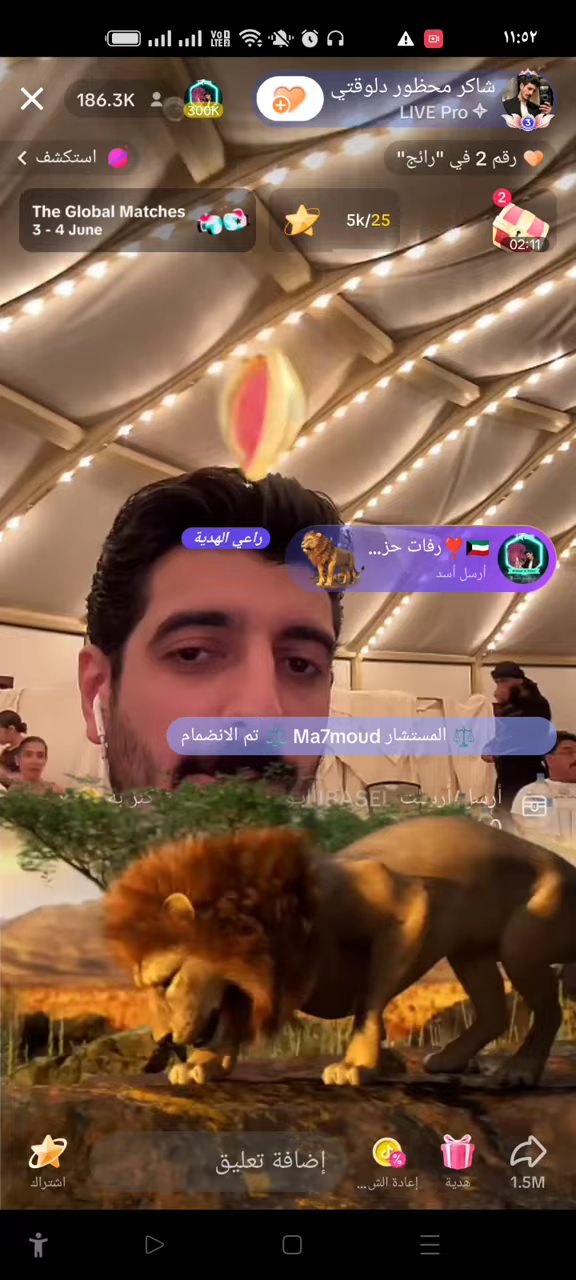 ١١:٥٢
شاكر محظور دلوقتي
LIVE Pro
3
186.3K
300K
رقم 2 في "رائج"
استكشف
The Global Matches
3 - 4 June
5k/25
2
02:11
راعي الهدية
🇰🇼❤️رفات حز...
أرسل أسد
⚖️ المستشار Ma7moud ⚖️ تم الانضمام
إضافة تعليق
اشتراك
إعادة الش...
هدية
1.5M